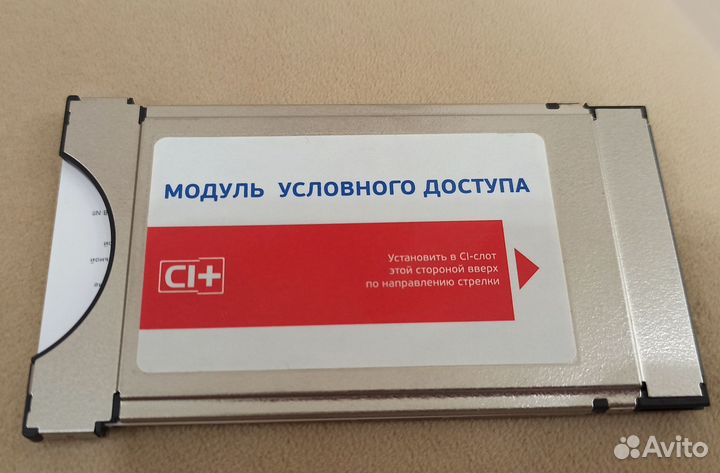 МОДУЛЬ УСЛОВНОГО ДОСТУПА
CI+
Установить в CI-слот
этой стороной вверх
по направлению стрелки
Avito